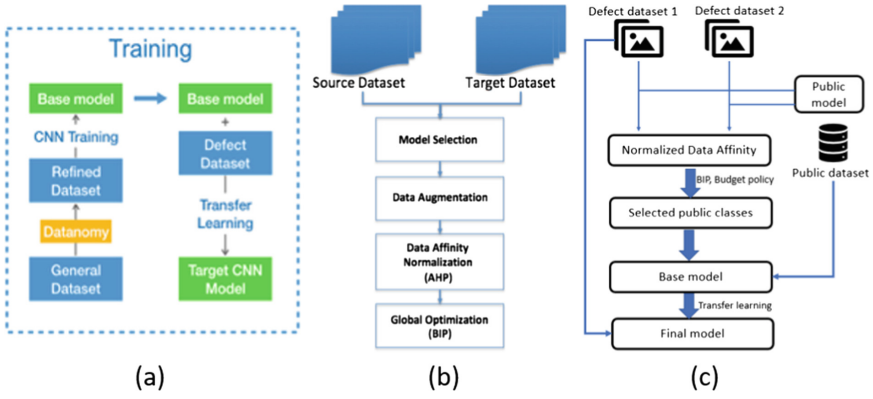 Training
Base model
Base model
+
CNN Training
Defect
Dataset
Refined
Dataset
Transfer
Learning
Datanomy
General
Dataset
Target CNN
Model
(a)
Source Dataset
Target Dataset
Model Selection
Data Augmentation
Data Affinity
Normalization
(AHP)
Global Optimization
(BIP)
(b)
Defect dataset 1
Defect dataset 2
Public
model
Normalized Data Affinity
Public dataset
BIP, Budget policy
Selected public classes
Base model
Transfer learning
Final model
(c)